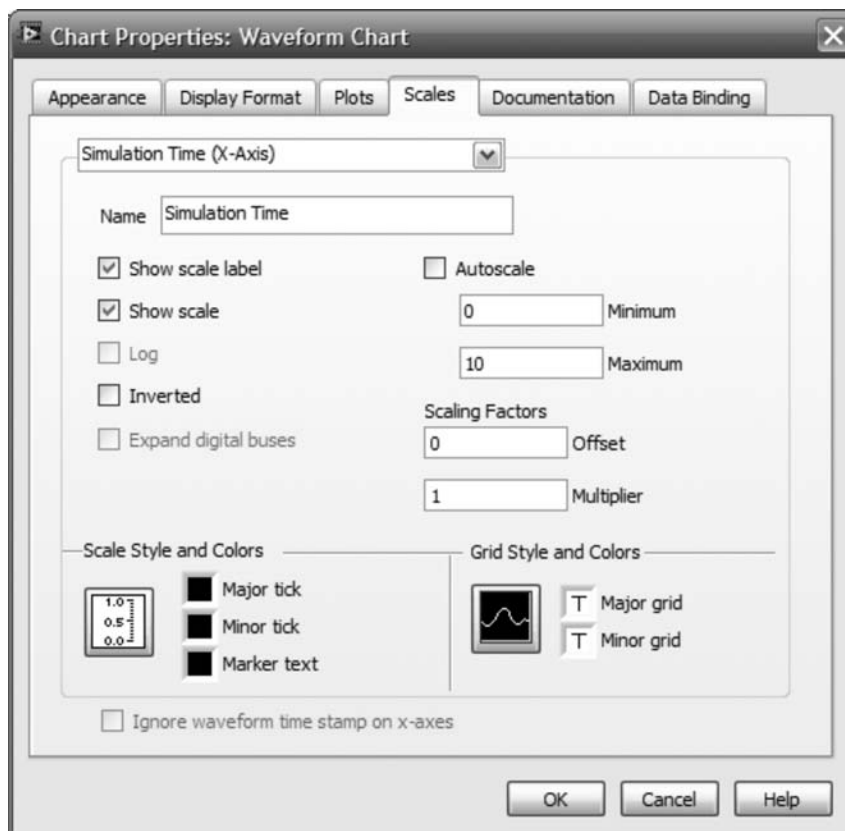 Chart Properties: Waveform Chart
Appearance Display Format Plots Scales Documentation Data Binding
Simulation Time (X-Axis)
Name Simulation Time
Show scale label
Autoscale
Show scale
0 Minimum
Log
10 Maximum
Inverted
Scaling Factors
Expand digital buses
0 Offset
1 Multiplier
Scale Style and Colors
Grid Style and Colors
1.0
0.5
0.0
Major tick
Minor tick
Marker text
T Major grid
T Minor grid
Ignore waveform time stamp on x-axes
OK Cancel Help